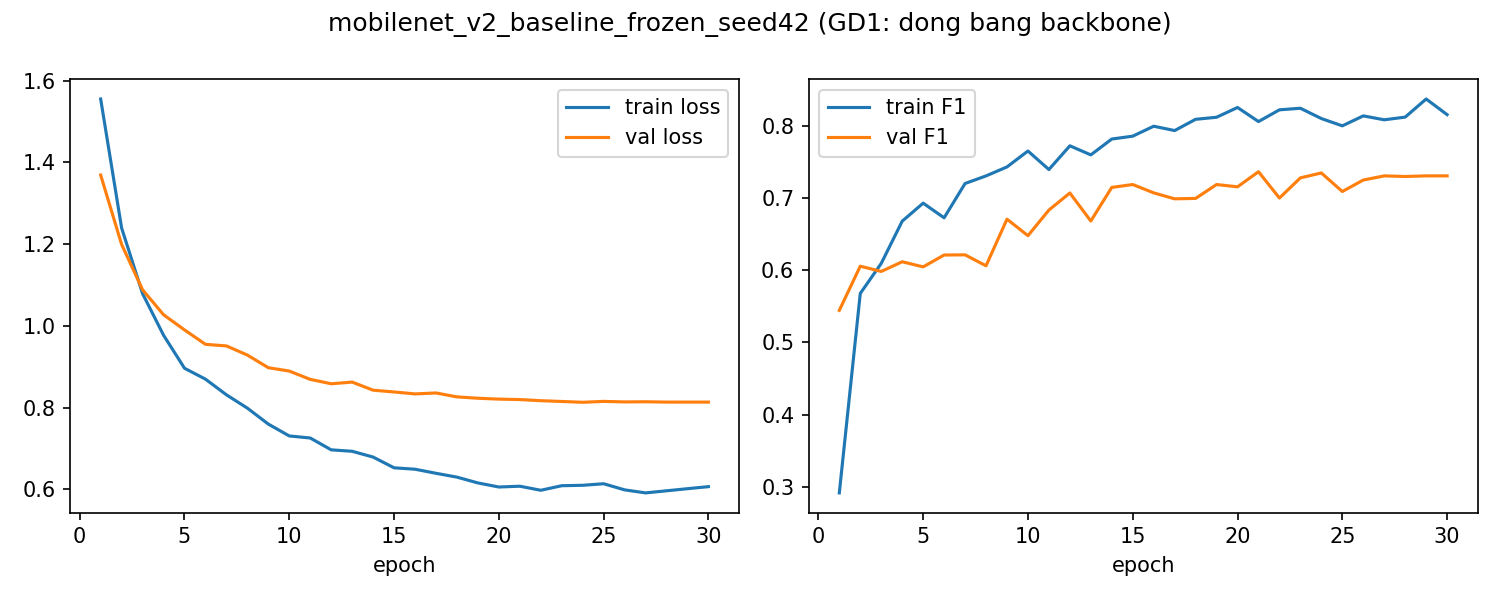 mobilenet_v2_baseline_frozen_seed42 (GD1: dong bang backbone)
1.6
1.4
1.2
1.0
0.8
0.6
train loss
val loss
0 5 10 15 20 25 30
epoch
0.8
0.7
0.6
0.5
0.4
0.3
train F1
val F1
0 5 10 15 20 25 30
epoch